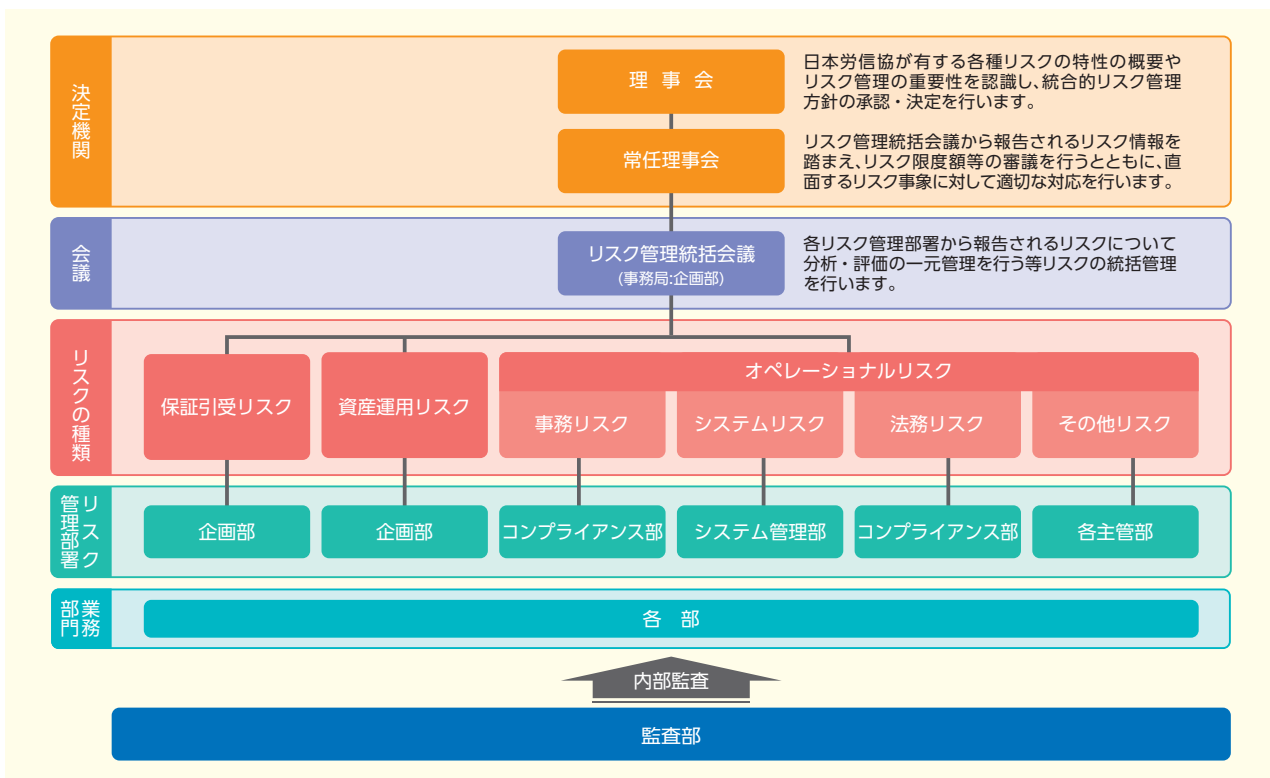 決定機関
理事会
日本労信協が有する各種リスクの特性の概要や
リスク管理の重要性を認識し、統合的リスク管理
方針の承認・決定を行います。
常任理事会
リスク管理統括会議から報告されるリスク情報を
踏まえ、リスク限度額等の審議を行うとともに、直
面するリスク事象に対して適切な対応を行います。
会議
リスク管理統括会議
(事務局:企画部)
各リスク管理部署から報告されるリスクについて
分析・評価の一元管理を行う等リスクの統括管理
を行います。
リスクの種類
保証引受リスク
資産運用リスク
オペレーショナルリスク
事務リスク
システムリスク
法務リスク
その他リスク
リスク
管理部署
企画部
企画部
コンプライアンス部
システム管理部
コンプライアンス部
各主管部
業務
部門
各 部
内部監査
監査部